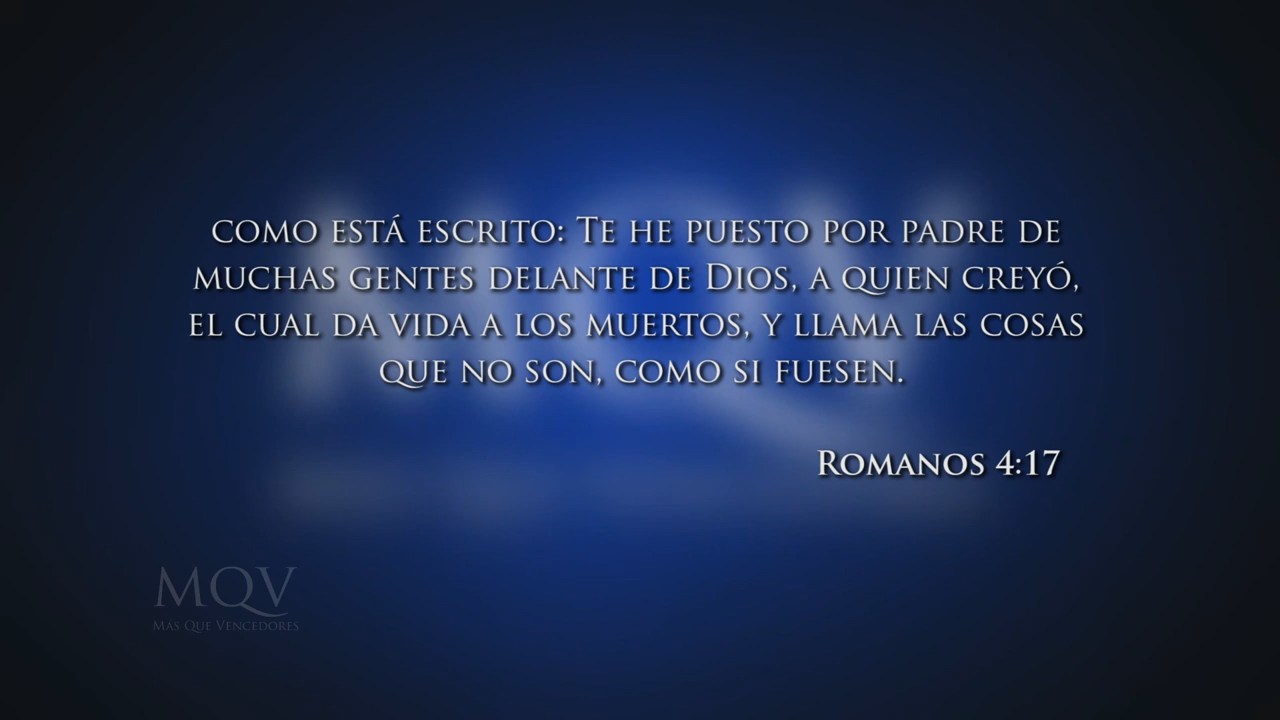 como está escrito: Te he puesto por padre de
muchas gentes delante de Dios, a quien creyó,
el cual da vida a los muertos, y llama las cosas
que no son, como si fuesen.
Romanos 4:17
MQV
Más Que Vencedores